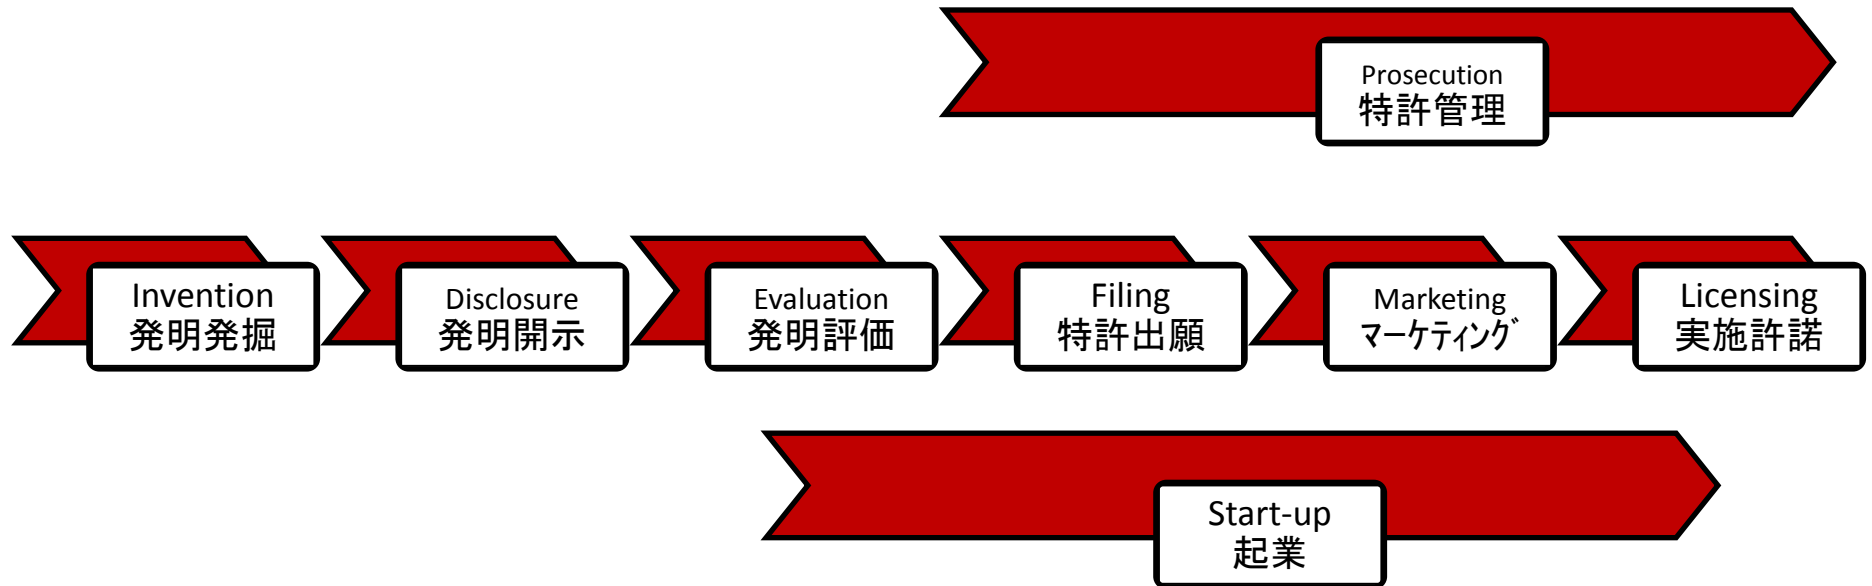 Prosecution
特許管理
Invention
発明発掘
Disclosure
発明開示
Evaluation
発明評価
Filing
特許出願
Marketing
マーケティング
Licensing
実施許諾
Start-up
起業